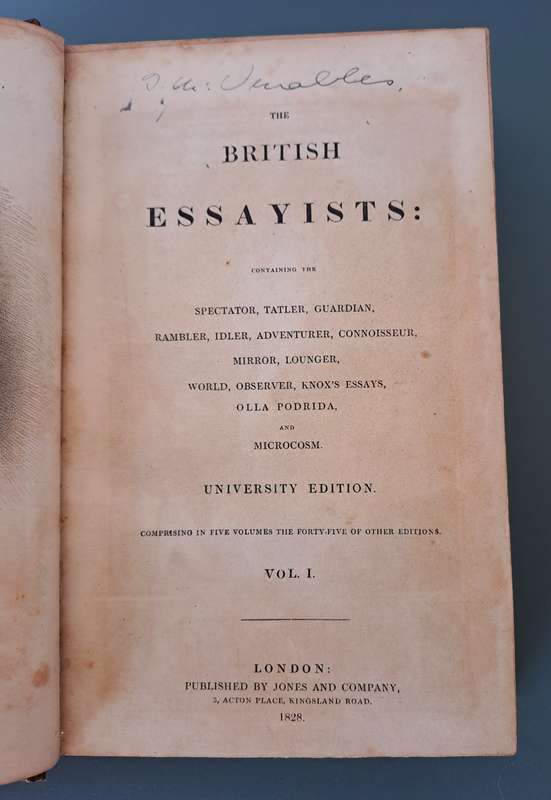 Venables,
THE
BRITISH
ESSAYISTS:
CONTAINING THE
SPECTATOR, TATLER, GUARDIAN,
RAMBLER, IDLER, ADVENTURER, CONNOISSEUR,
MIRROR, LOUNGER,
WORLD, OBSERVER, KNOX'S ESSAYS,
OLLA PODRIDA,
AND
MICROCOSM.
UNIVERSITY EDITION.
COMPRISING IN FIVE VOLUMES THE FORTY-FIVE OF OTHER EDITIONS.
VOL. I.
LONDON:
PUBLISHED BY JONES AND COMPANY,
3, ACTON PLACE, KINGSLAND ROAD.
1828.